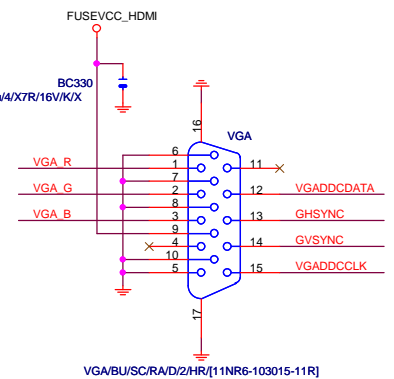 FUSEVCC_HDMI
BC330
/4/X7R/16V/K/X
16
VGA
6
VGA_R
1
11
7
VGA_G
2
12
VGADDCDATA
8
VGA_B
3
13
GHSYNC
9
4
14
GVSYNC
10
5
15
VGADDCCLK
17
VGA/BU/SC/RA/D/2/HR/[11NR6-103015-11R]